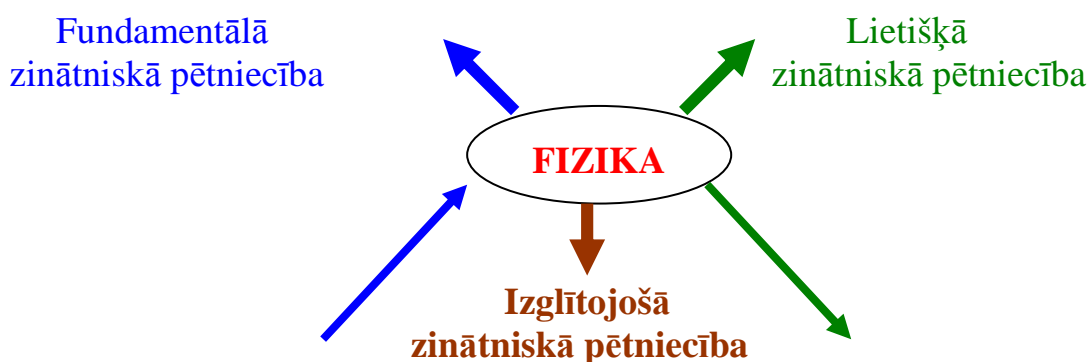 Fundamentālā
zinātniskā pētniecība
Lietišķā
zinātniskā pētniecība
FIZIKA
Izglītojošā
zinātniskā pētniecība